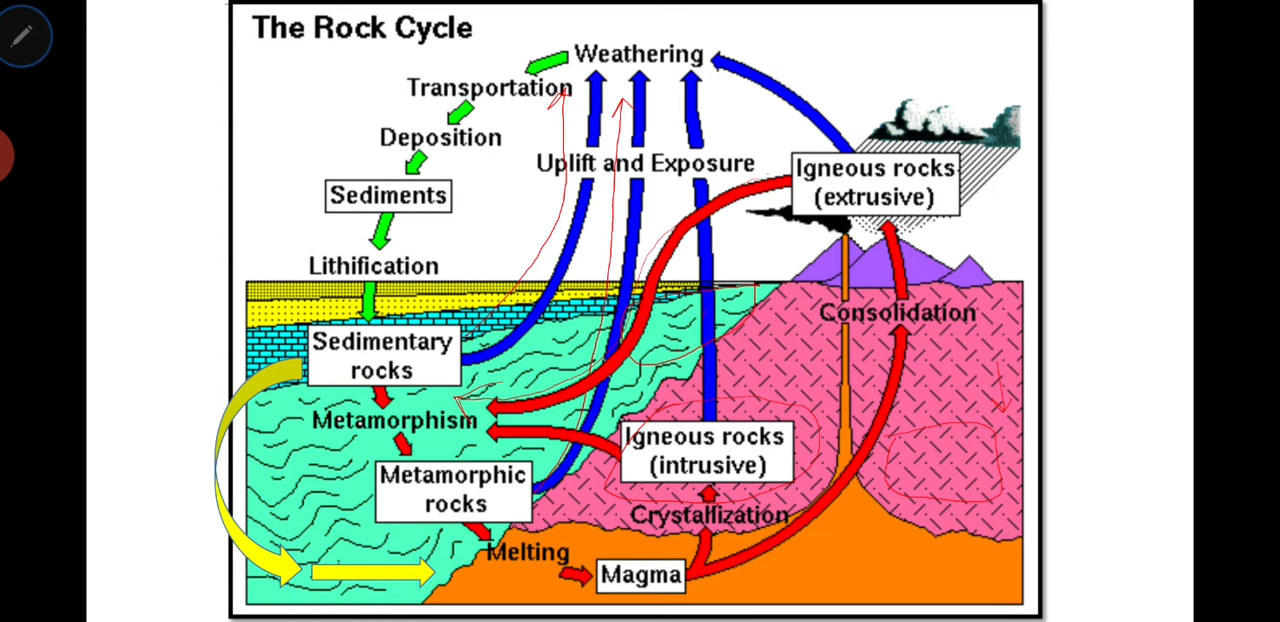 The Rock Cycle
Weathering
Transportation
Deposition
Uplift and Exposure
Igneous rocks
(extrusive)
Sediments
Lithification
Consolidation
Sedimentary
rocks
Metamorphism
Igneous rocks
(intrusive)
Metamorphic
rocks
Crystallization
Melting
Magma